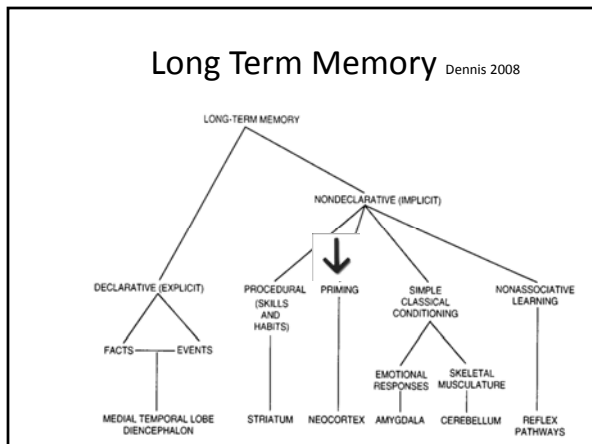 Long Term Memory Dennis 2008
LONG-TERM MEMORY
NONDECLARATIVE (IMPLICIT)
DECLARATIVE (EXPLICIT)
PROCEDURAL
(SKILLS
AND
HABITS)
PRIMING
SIMPLE
CLASSICAL
CONDITIONING
NONASSOCIATIVE
LEARNING
FACTS
EVENTS
EMOTIONAL
RESPONSES
SKELETAL
MUSCULATURE
MEDIAL TEMPORAL LOBE
DIENCEPHALON
STRIATUM
NEOCORTEX
AMYGDALA
CEREBELLUM
REFLEX
PATHWAYS